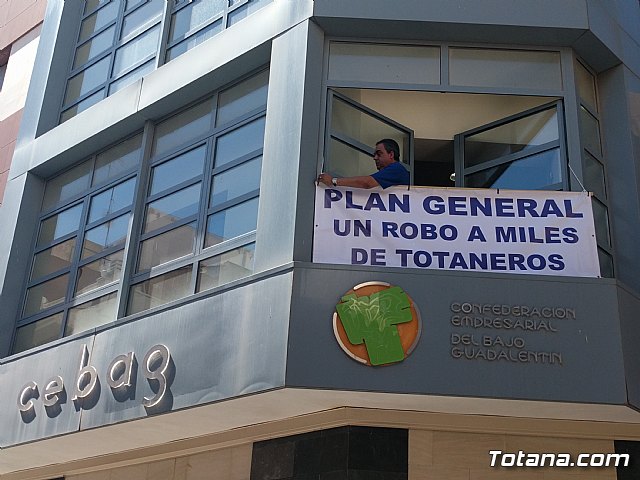 PLAN GENERAL
UN ROBO A MILES
DE TOTANEROS
CONFEDERACION
EMPRESARIAL
DEL BAJO
GUADALENTIN
cebag
Totana.com